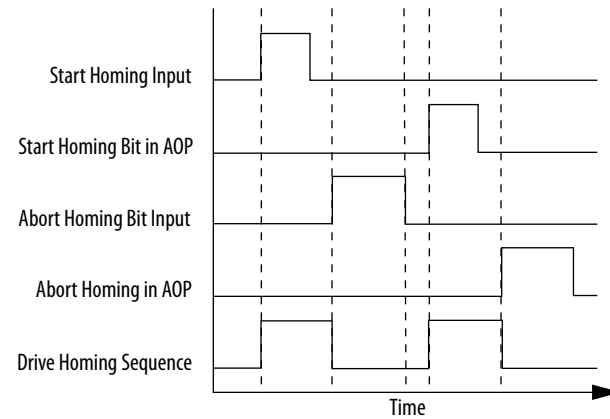 Start Homing Input
Start Homing Bit in AOP
Abort Homing Bit Input
Abort Homing in AOP
Drive Homing Sequence
Time